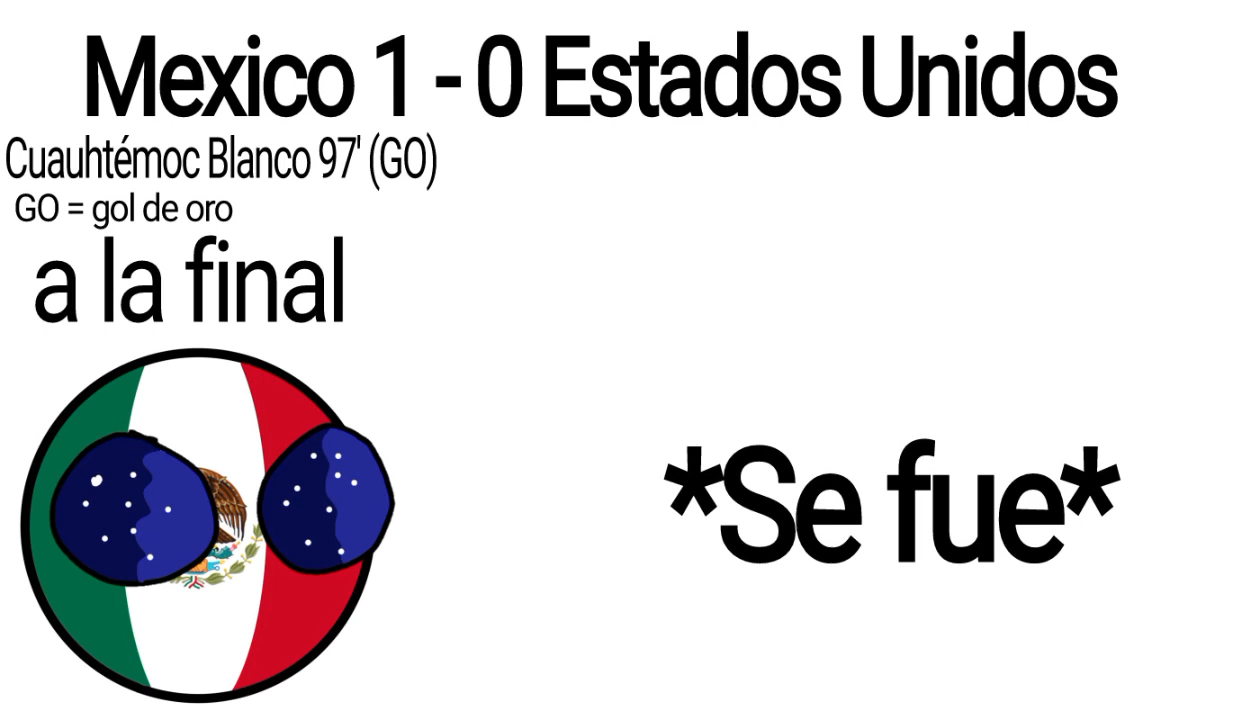 Mexico 1 - 0 Estados Unidos
Cuauhtémoc Blanco 97' (GO)
GO = gol de oro
a la final
*Se fue*